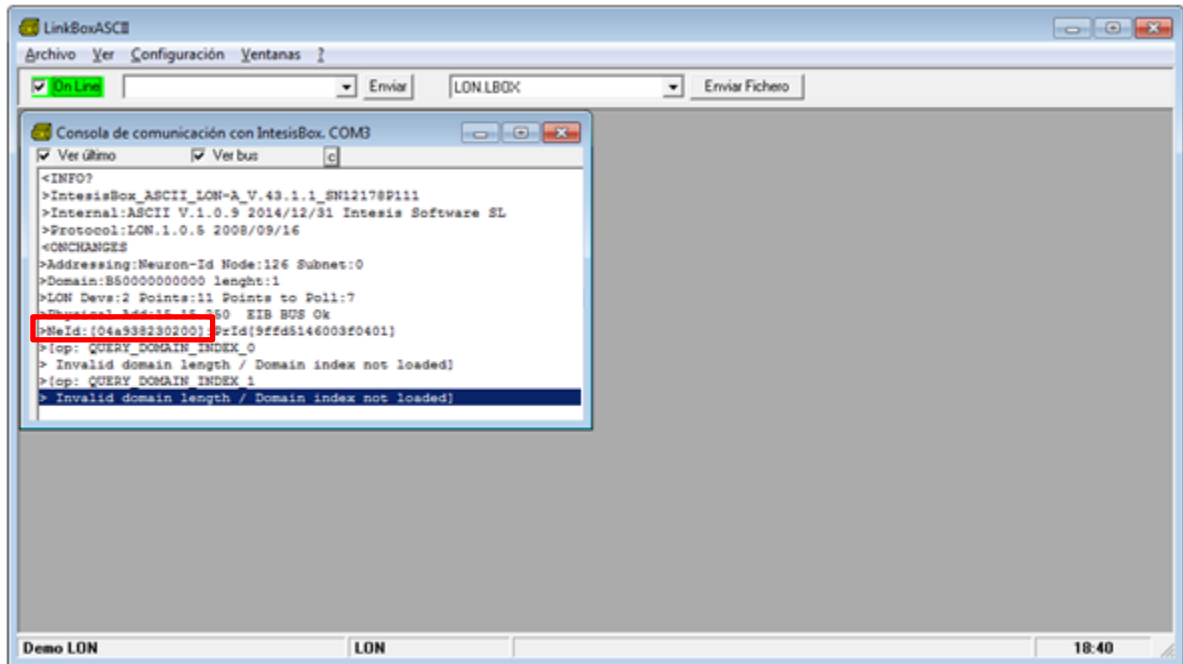 LinkBoxASCII
Archivo Ver Configuración Ventanas ?
On Line Enviar LON.LBOX Enviar Fichero
Consola de comunicación con IntesisBox. COM3
Ver último Ver bus c
<INFO?
>IntesisBox_ASCII_LON-A_V.43.1.1_SN12178P111
>Internal:ASCII V.1.0.9 2014/12/31 Intesis Software SL
>Protocol:LON.1.0.5 2008/09/16
<ONCHANGES
>Addressing:Neuron-Id Node:126 Subnet:0
>Domain:B50000000000 lenght:1
>LON Devs:2 Points:11 Points to Poll:7
>Physical Add:15.15.250 EIB BUS Ok
>NeId:[04a938230200]:PrId[9ffd5146003f0401]
>[op: QUERY_DOMAIN_INDEX_0
> Invalid domain length / Domain index not loaded]
>[op: QUERY_DOMAIN_INDEX_1
> Invalid domain length / Domain index not loaded]
Demo LON LON 18:40